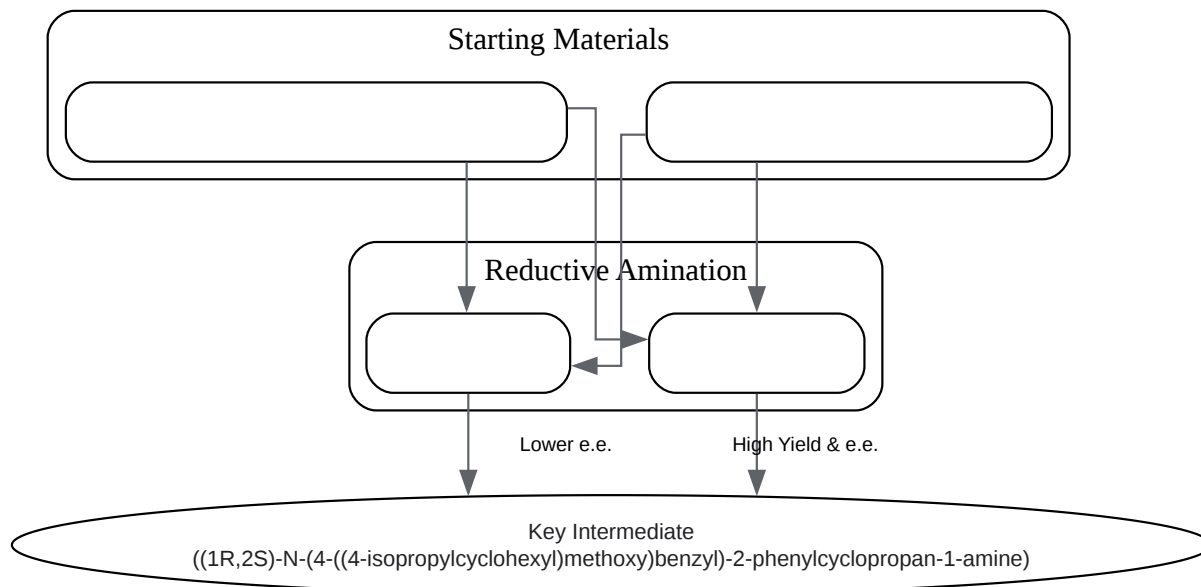 Starting Materials
Reductive Amination
Lower e.e.
High Yield & e.e.
Key Intermediate
((1R,2S)-N-(4-((4-isopropylcyclohexyl)methoxy)benzyl)-2-phenylcyclopropan-1-amine)